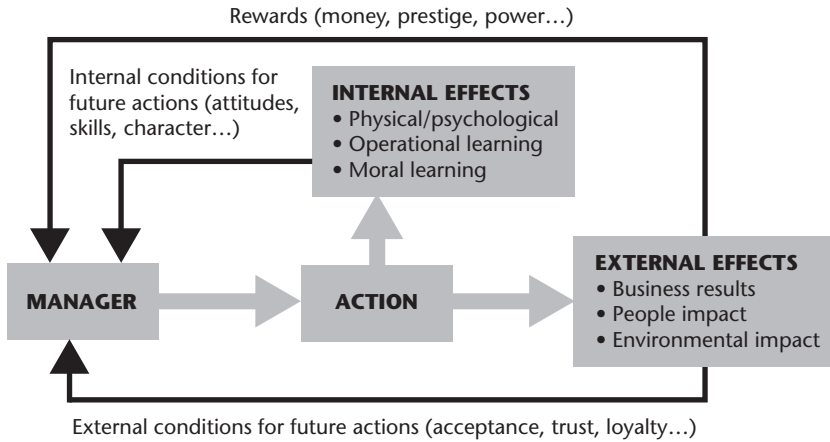 Rewards (money, prestige, power…)
Internal conditions for
future actions (attitudes,
skills, character…)
INTERNAL EFFECTS
• Physical/psychological
• Operational learning
• Moral learning
MANAGER
ACTION
EXTERNAL EFFECTS
• Business results
• People impact
• Environmental impact
External conditions for future actions (acceptance, trust, loyalty…)